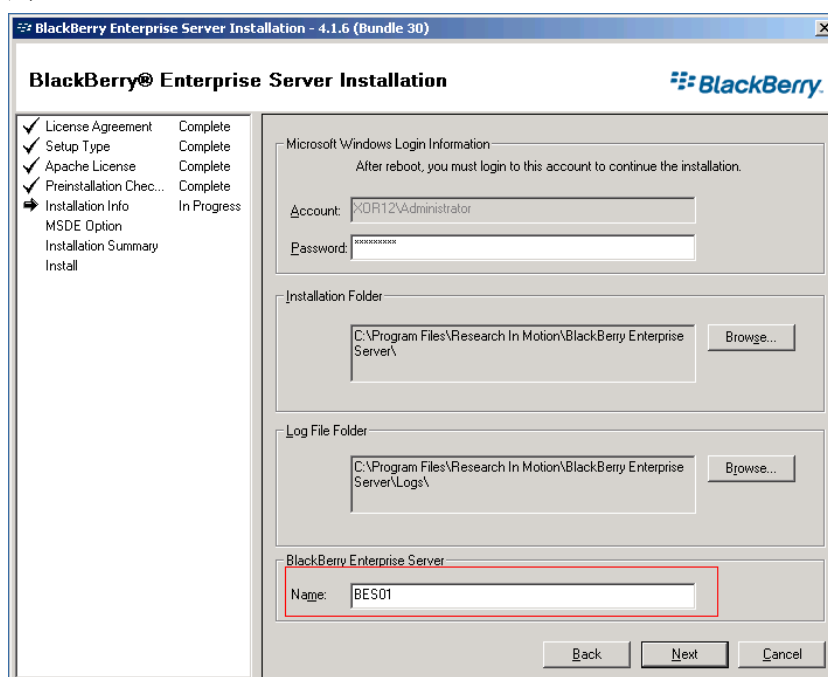 BlackBerry Enterprise Server Installation - 4.1.6 (Bundle 30)
BlackBerry® Enterprise Server Installation
BlackBerry.
License Agreement Complete
Setup Type Complete
Apache License Complete
Preinstallation Chec... Complete
Installation Info In Progress
MSDE Option
Installation Summary
Install
Microsoft Windows Login Information
After reboot, you must login to this account to continue the installation.
Account: XOR12\Administrator
Password: *********
Installation Folder
C:\Program Files\Research In Motion\BlackBerry Enterprise
Server\
Browse...
Log File Folder
C:\Program Files\Research In Motion\BlackBerry Enterprise
Server\Logs\
Browse...
BlackBerry Enterprise Server
Name: BES01
Back Next Cancel